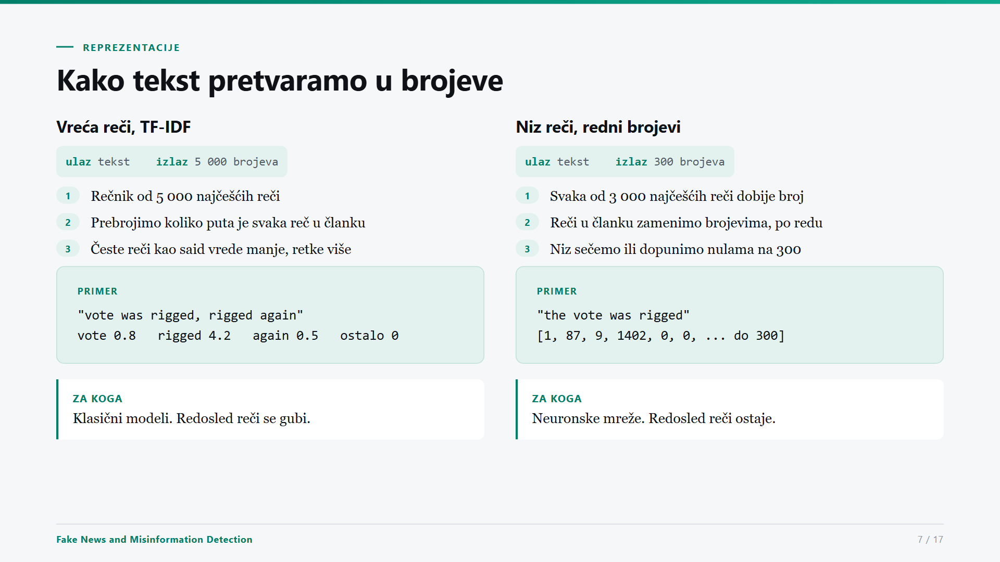 REPREZENTACIJE
Kako tekst pretvaramo u brojeve
Vreća reči, TF-IDF
ulaz tekst    izlaz 5 000 brojeva
1 Rečnik od 5 000 najčešćih reči
2 Prebrojimo koliko puta je svaka reč u članku
3 Česte reči kao said vrede manje, retke više
PRIMER
"vote was rigged, rigged again"
vote 0.8   rigged 4.2   again 0.5   ostalo 0
ZA KOGA
Klasični modeli. Redosled reči se gubi.
Niz reči, redni brojevi
ulaz tekst    izlaz 300 brojeva
1 Svaka od 3 000 najčešćih reči dobije broj
2 Reči u članku zamenimo brojevima, po redu
3 Niz sečemo ili dopunimo nulama na 300
PRIMER
"the vote was rigged"
[1, 87, 9, 1402, 0, 0, ... do 300]
ZA KOGA
Neuronske mreže. Redosled reči ostaje.
Fake News and Misinformation Detection
7 / 17